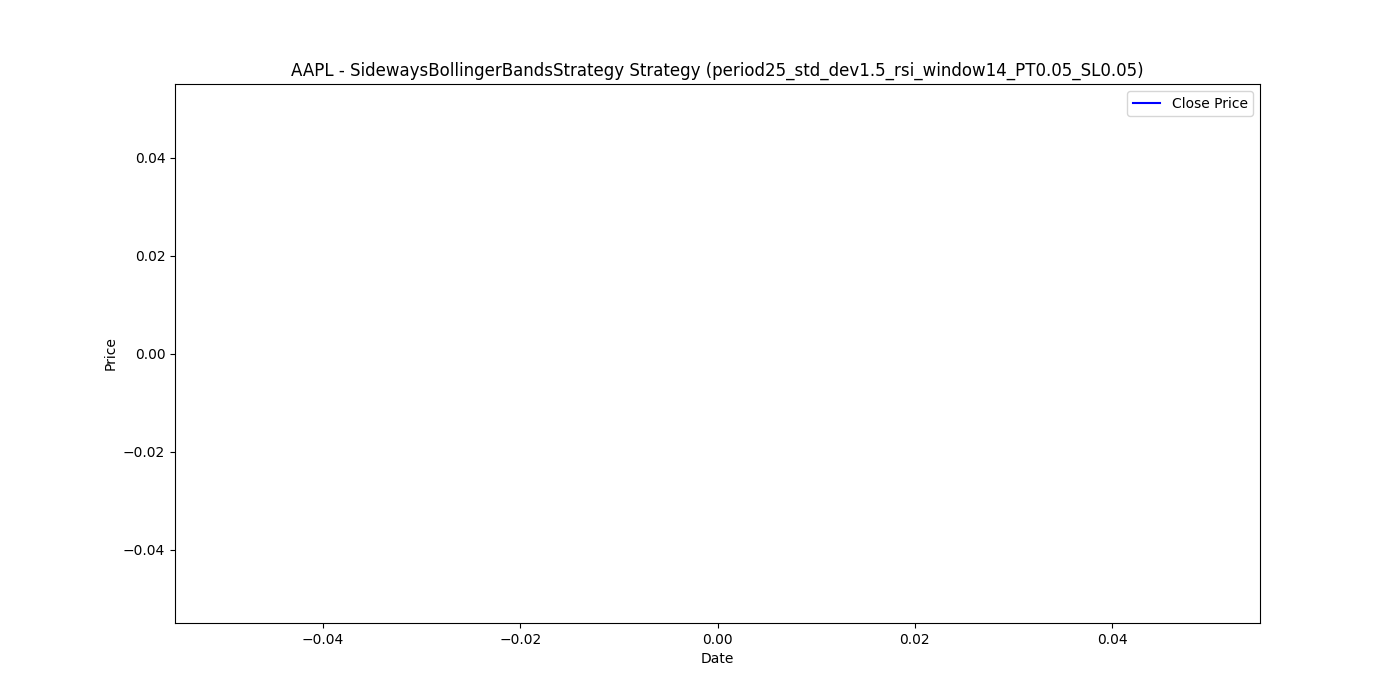 AAPL - SidewaysBollingerBandsStrategy Strategy (period25_std_dev1.5_rsi_window14_PT0.05_SL0.05)
Close Price
0.04
0.02
0.00
−0.02
−0.04
Price
−0.04
−0.02
0.00
0.02
0.04
Date